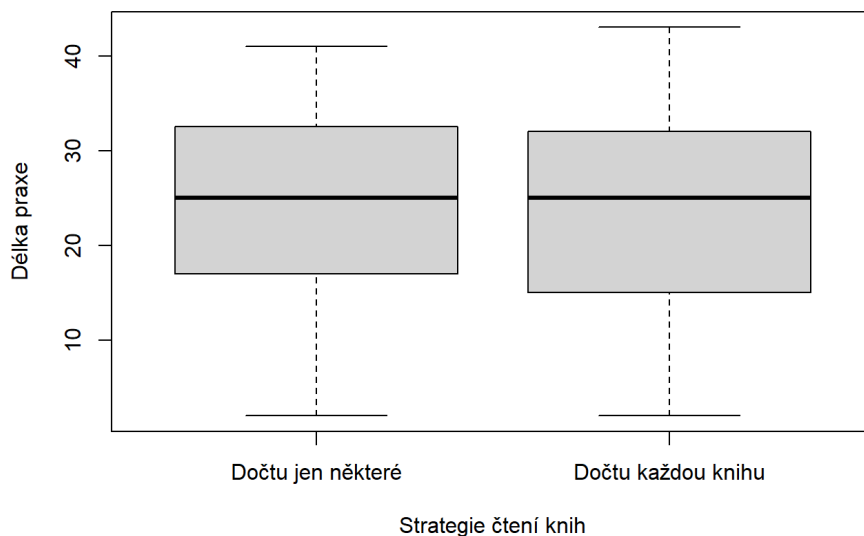 40
30
20
10
Délka praxe
Dočtu jen některé
Dočtu každou knihu
Strategie čtení knih